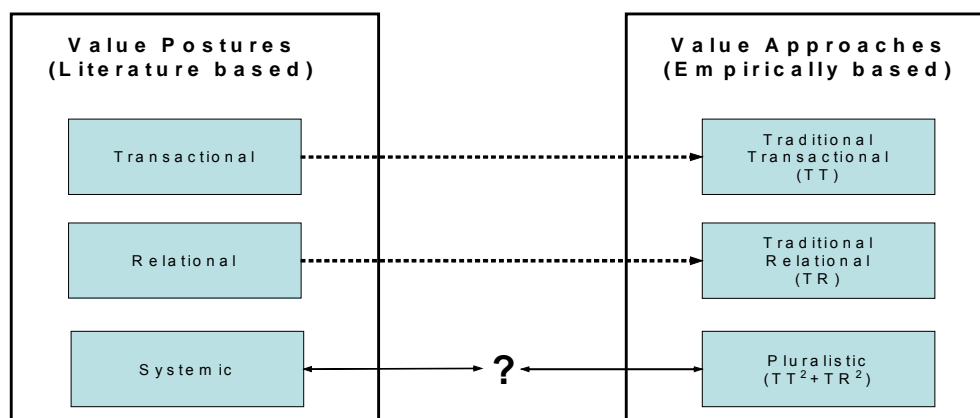 Value Postures
(Literature based)
Value Approaches
(Empirically based)
Transactional
Traditional
Transactional
(TT)
Relational
Traditional
Relational
(TR)
Systemic
?
Pluralistic
(TT²+TR²)